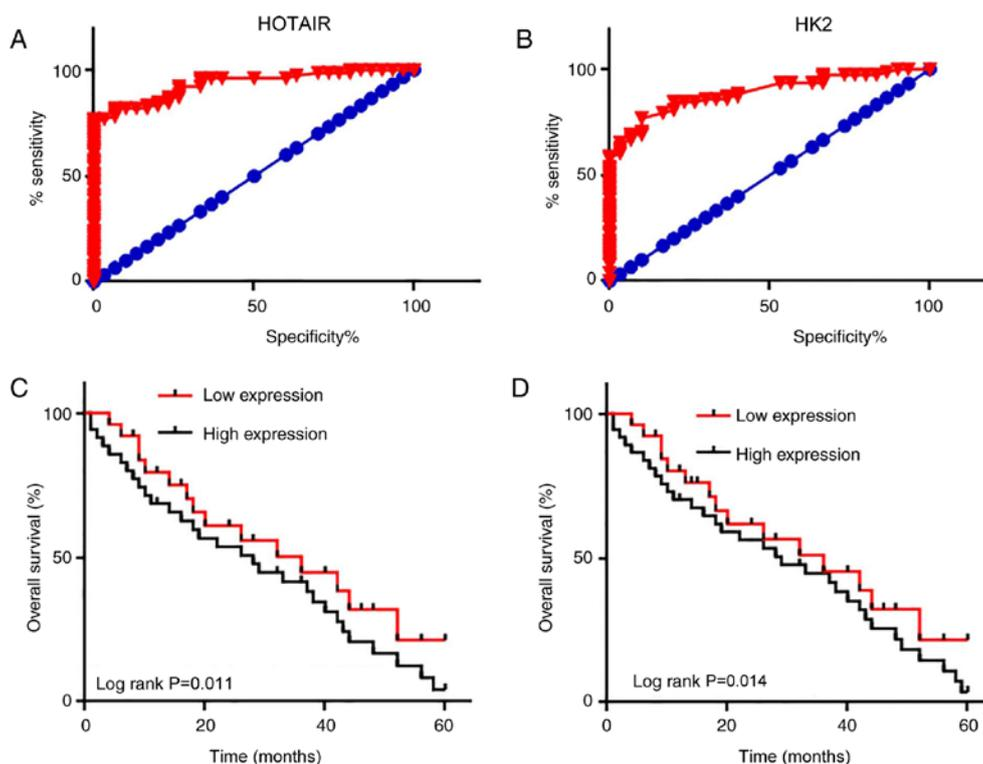 A
HOTAIR
% sensitivity
100
50
0
0
50
100
Specificity%
B
HK2
% sensitivity
100
50
0
0
50
100
Specificity%
C
Low expression
High expression
Overall survival (%)
100
50
0
Log rank P=0.011
0
20
40
60
Time (months)
D
Low expression
High expression
Overall survival (%)
100
50
0
Log rank P=0.014
0
20
40
60
Time (months)